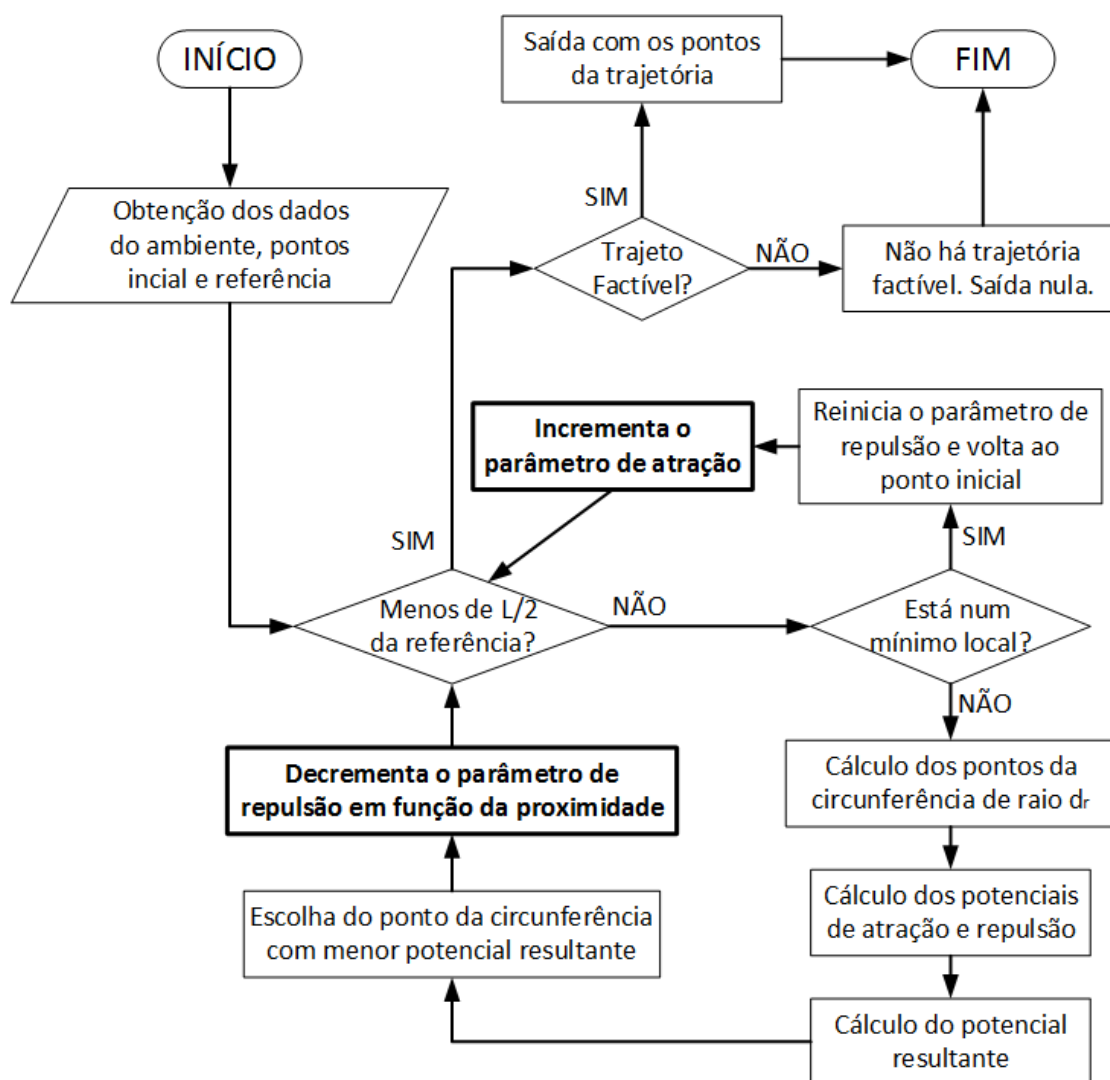 INÍCIO
Saída com os pontos
da trajetória
FIM
Obtenção dos dados
do ambiente, pontos
incial e referência
SIM
Trajeto
Factível?
NÃO
Não há trajetória
factível. Saída nula.
Incrementa o
parâmetro de atração
Reinicia o parâmetro de
repulsão e volta ao
ponto inicial
SIM
SIM
Menos de L/2
da referência?
NÃO
Está num
mínimo local?
NÃO
Decrementa o parâmetro de
repulsão em função da proximidade
Cálculo dos pontos da
circunferência de raio dr
Escolha do ponto da circunferência
com menor potencial resultante
Cálculo dos potenciais
de atração e repulsão
Cálculo do potencial
resultante